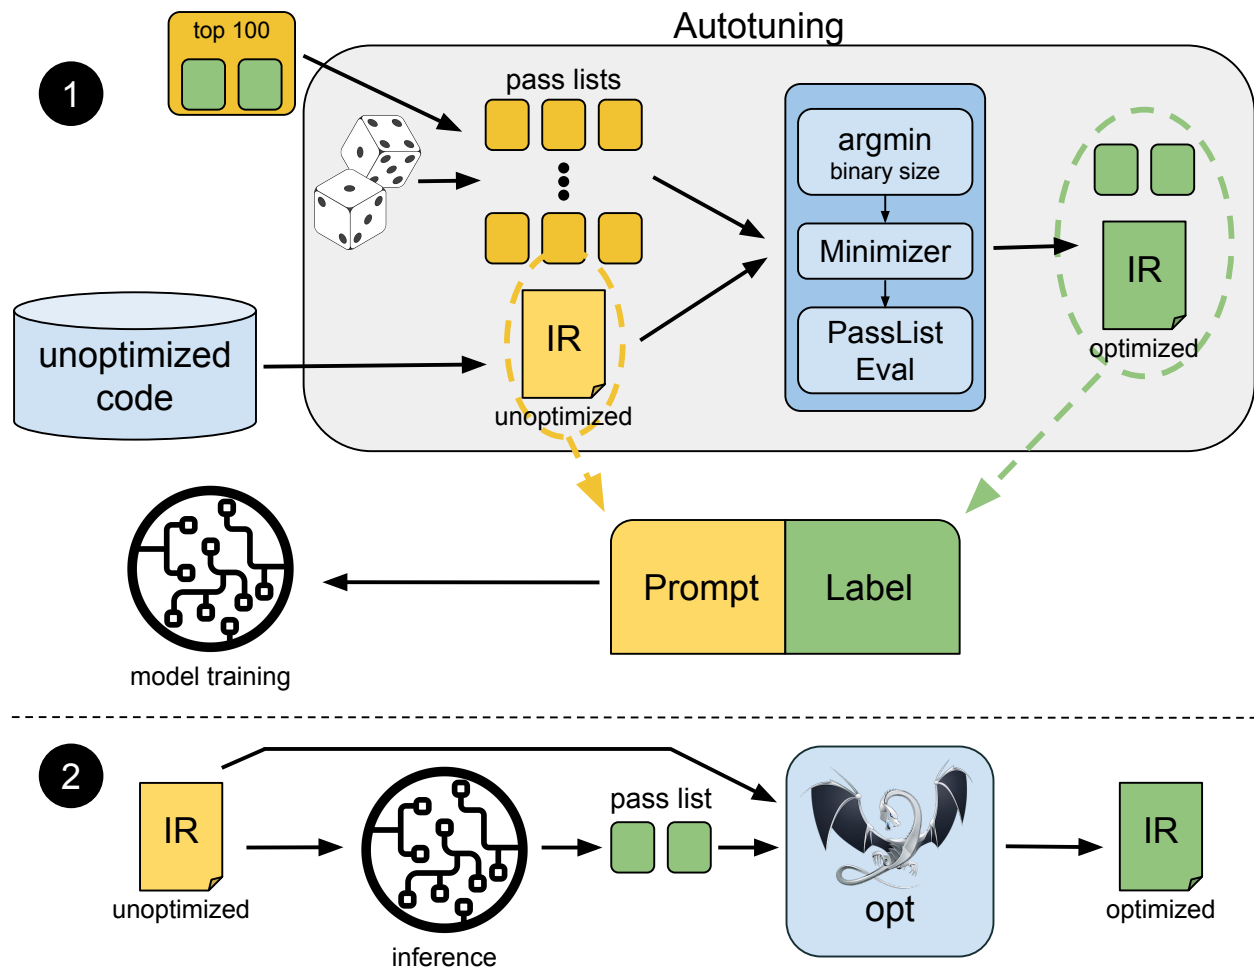 Autotuning
1
top 100
pass lists
argmin
binary size
Minimizer
PassList
Eval
IR
optimized
unoptimized
code
IR
unoptimized
Prompt
Label
model training
2
IR
unoptimized
inference
pass list
opt
IR
optimized